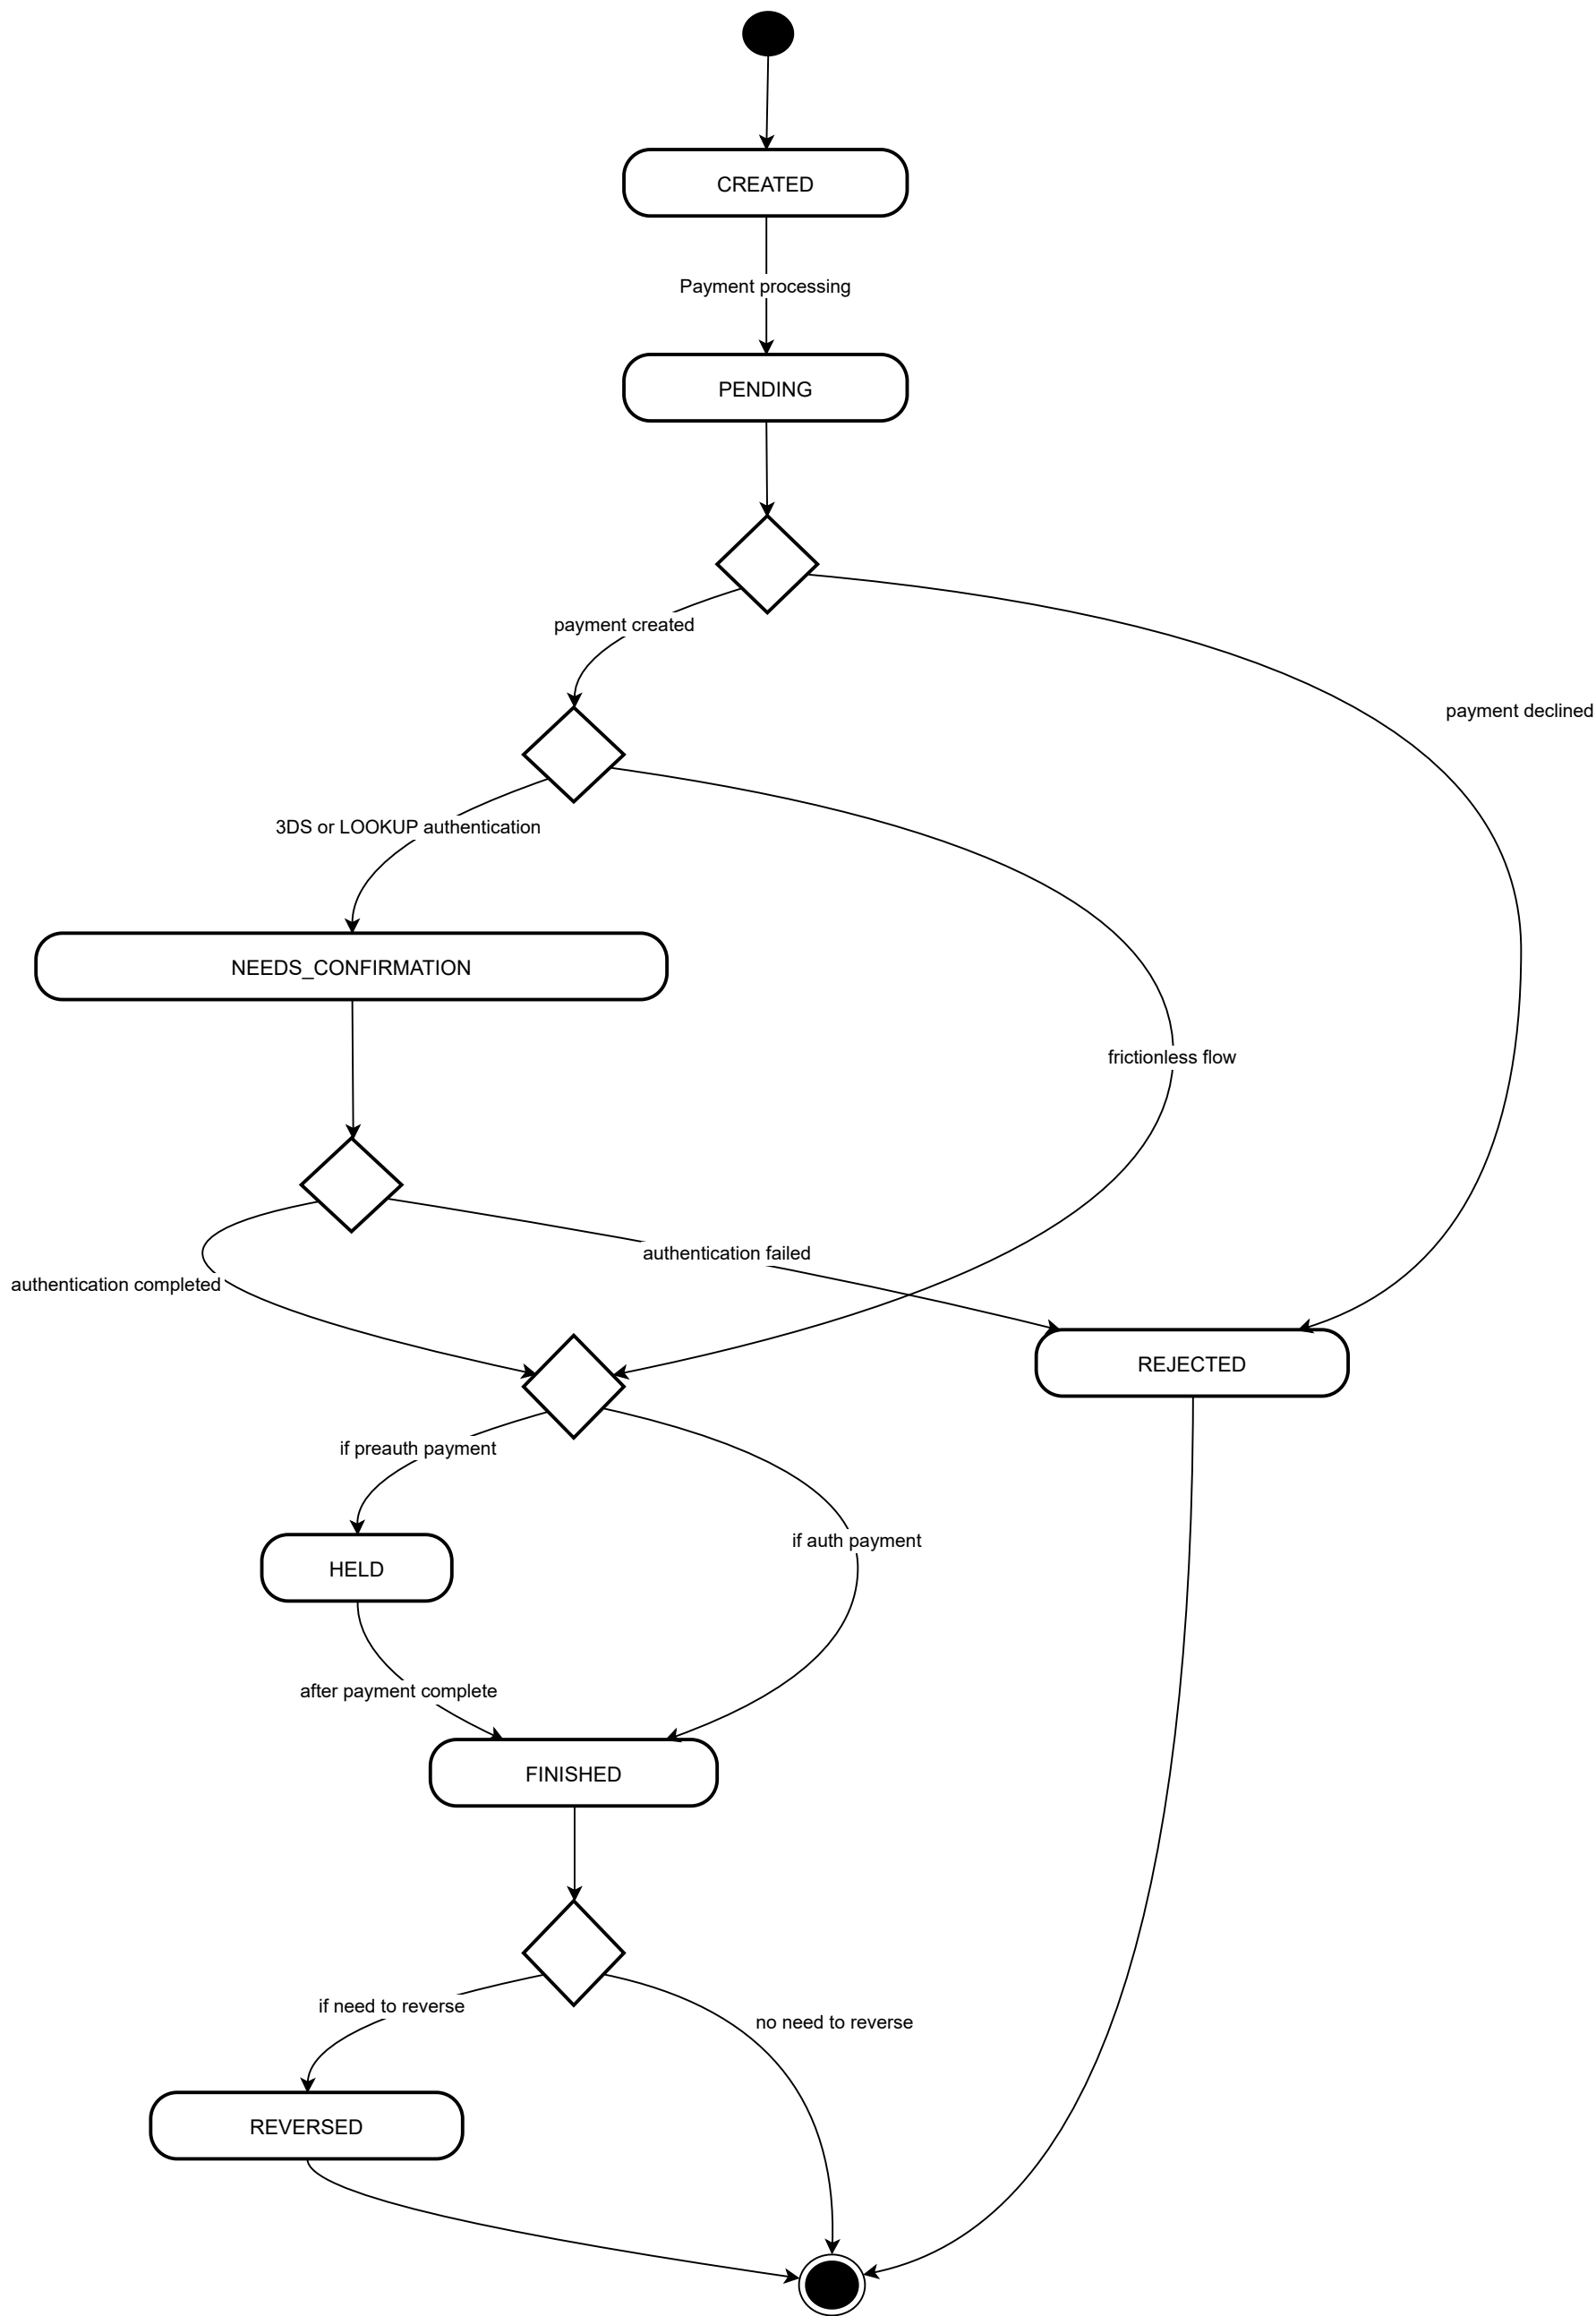 CREATED
Payment processing
PENDING
payment created
payment declined
3DS or LOOKUP authentication
NEEDS_CONFIRMATION
frictionless flow
authentication failed
authentication completed
REJECTED
if preauth payment
if auth payment
HELD
after payment complete
FINISHED
if need to reverse
no need to reverse
REVERSED